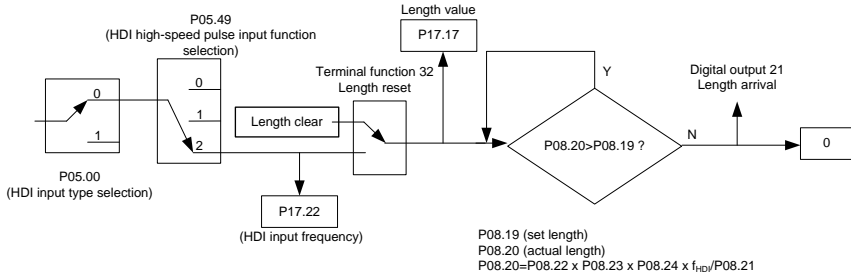 P05.49
(HDI high-speed pulse input function
selection)
0
1
P05.00
(HDI input type selection)
0
1
2
P17.22
(HDI input frequency)
Terminal function 32
Length reset
Length clear
Length value
P17.17
Y
P08.20>P08.19 ?
N
Digital output 21
Length arrival
0
P08.19 (set length)
P08.20 (actual length)
P08.20=P08.22 x P08.23 x P08.24 x fHDI/P08.21